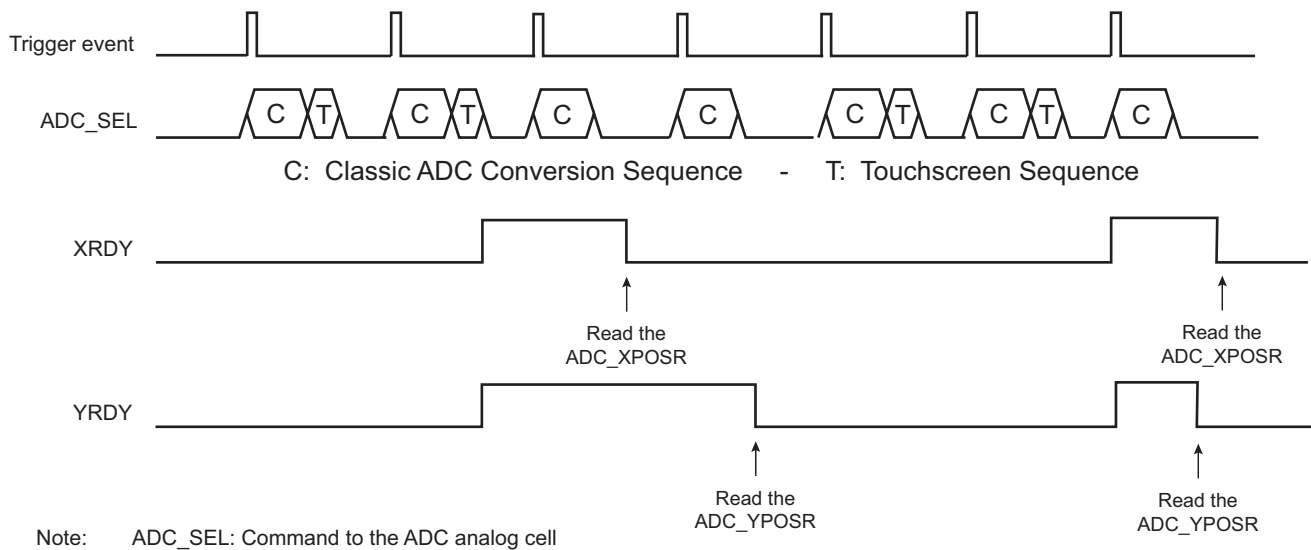 Trigger event
ADC_SEL
C T C T C C C T C T C
C: Classic ADC Conversion Sequence - T: Touchscreen Sequence
XRDY
Read the
ADC_XPOSR
Read the
ADC_XPOSR
YRDY
Read the
ADC_YPOSR
Read the
ADC_YPOSR
Note: ADC_SEL: Command to the ADC analog cell